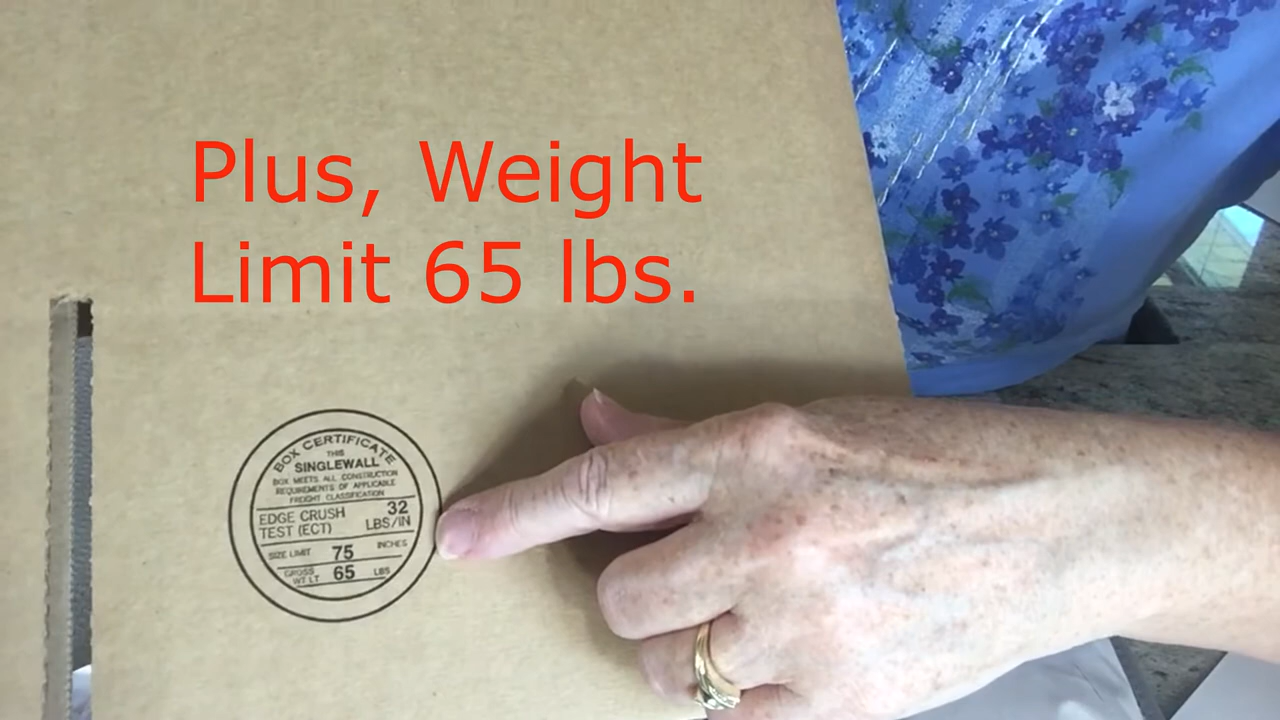 Plus, Weight
Limit 65 lbs.
BOX CERTIFICATE
THIS
SINGLEWALL
BOX MEETS ALL CONSTRUCTION
REQUIREMENTS OF APPLICABLE
FREIGHT CLASSIFICATION
EDGE CRUSH 32
TEST (ECT) LBS/IN
SIZE LIMIT 75 INCHES
GROSS
WT LT 65 LBS